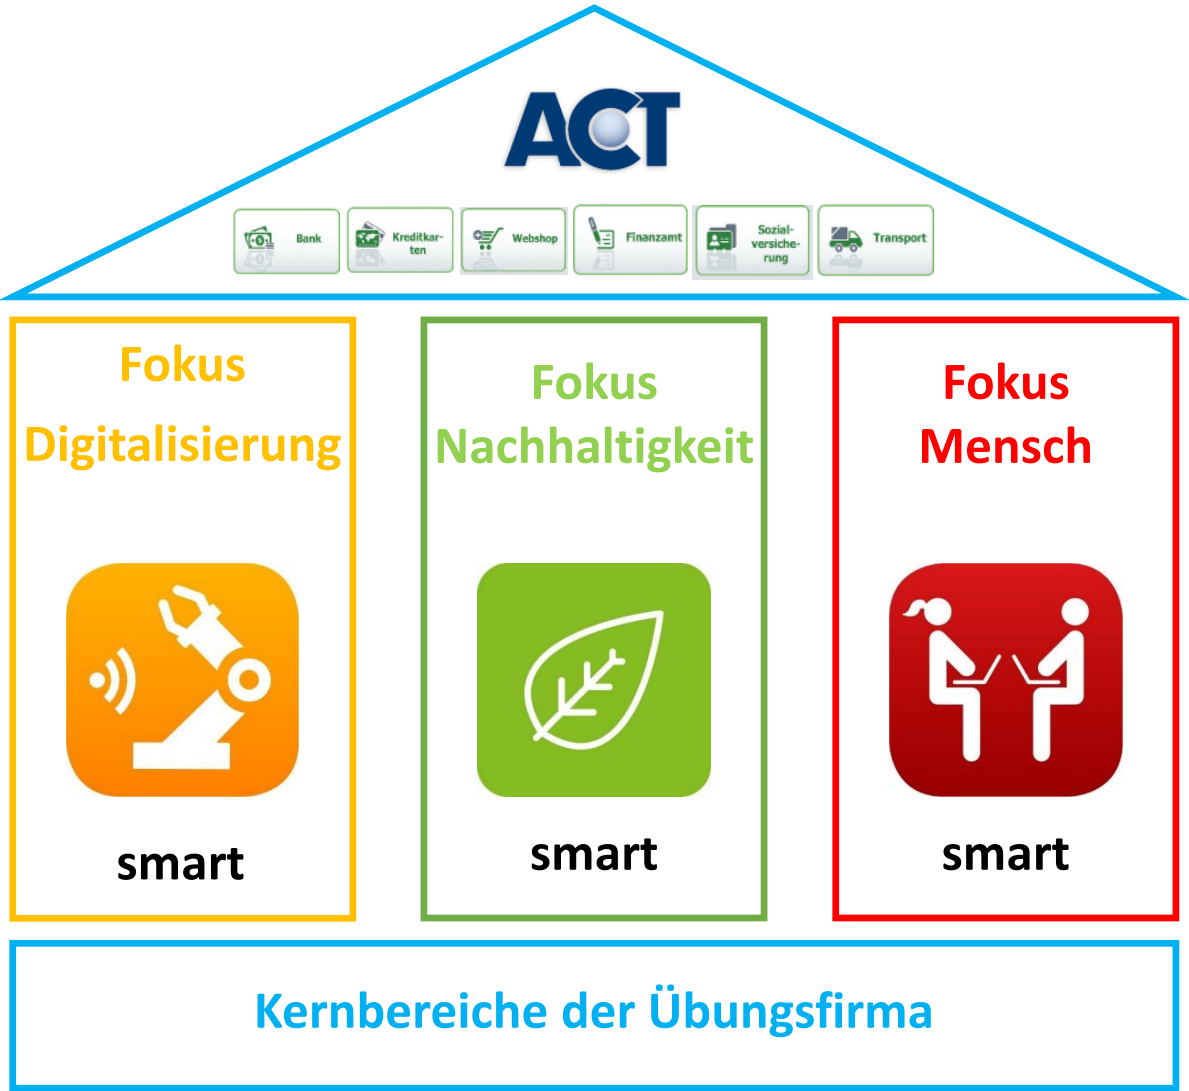 ACT
Bank
Kreditkar-
ten
Webshop
Finanzamt
Sozial-
versiche-
rung
Transport
Fokus
Digitalisierung
smart
Fokus
Nachhaltigkeit
smart
Fokus
Mensch
smart
Kernbereiche der Übungsfirma